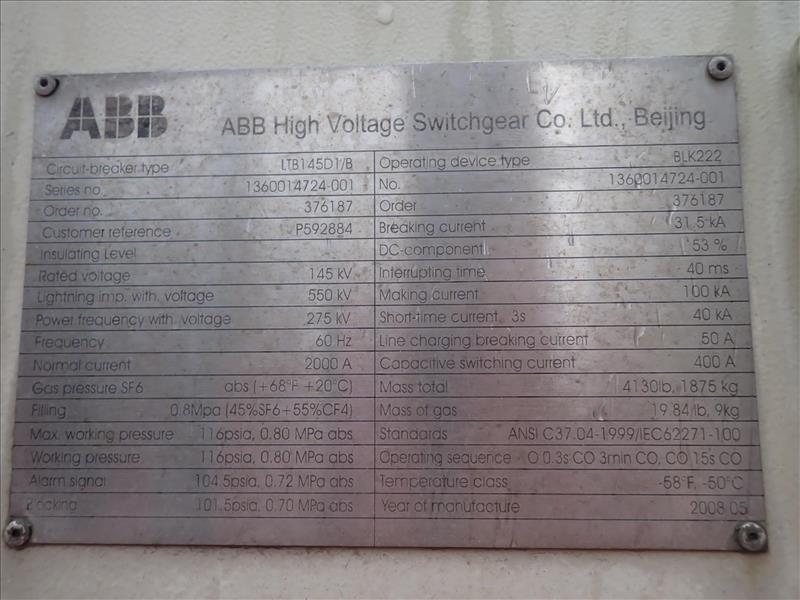 ABB ABB High Voltage Switchgear Co. Ltd., Beijing
Circuit-breaker type LTB145D1/B
Series no. 1360014724-001
Order no. 376187
Customer reference P592884
Insulating Level
Rated voltage 145 kV
Lightning imp. with. voltage 550 kV
Power frequency with. voltage 275 kV
Frequency 60 Hz
Normal current 2000 A
Gas pressure SF6 abs (+68°F +20°C)
Filling 0.8Mpa (45%SF6+55%CF4)
Max. working pressure 116psia, 0.80 MPa abs
Working pressure 116psia, 0.80 MPa abs
Alarm signal 104.5psia, 0.72 MPa abs
Blocking 101.5psia, 0.70 MPa abs
Operating device type BLK222
No. 1360014724-001
Order 376187
Breaking current 31.5 kA
DC-component 53 %
Interrupting time 40 ms
Making current 100 kA
Short-time current 3s 40 kA
Line charging breaking current 50 A
Capacitive switching current 400 A
Mass total 4130lb, 1875 kg
Mass of gas 19.84lb, 9kg
Standards ANSI C37.04-1999/IEC62271-100
Operating sequence O 0.3s CO 3min CO, CO 15s CO
Temperature class -58°F, -50°C
Year of manufacture 2008.05